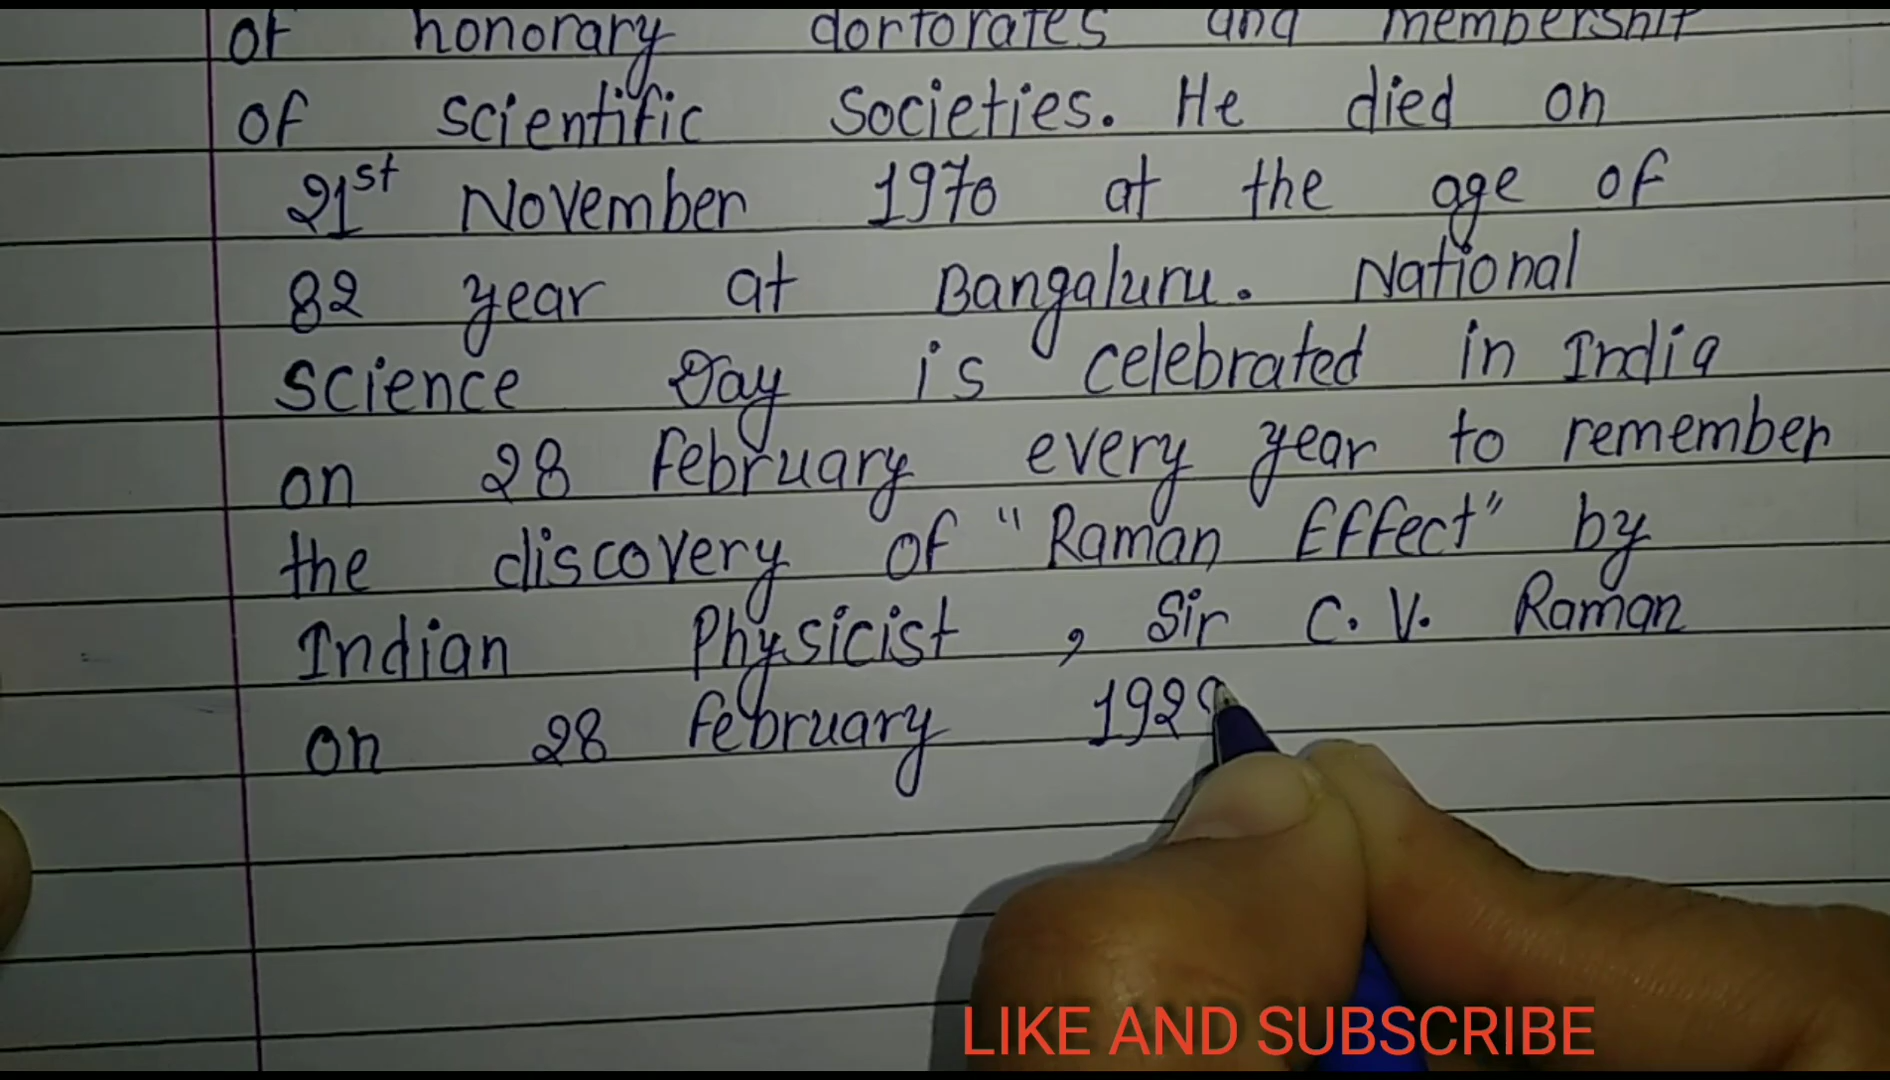 of honorary dortorates and membership
of scientific Societies. He died on
21st November 1970 at the age of
82 year at Bangaluru. National
Science Day is celebrated in India
on 28 February every year to remember
the discovery of "Raman Effect" by
Indian Physicist, Sir C. V. Raman
on 28 February 192
LIKE AND SUBSCRIBE